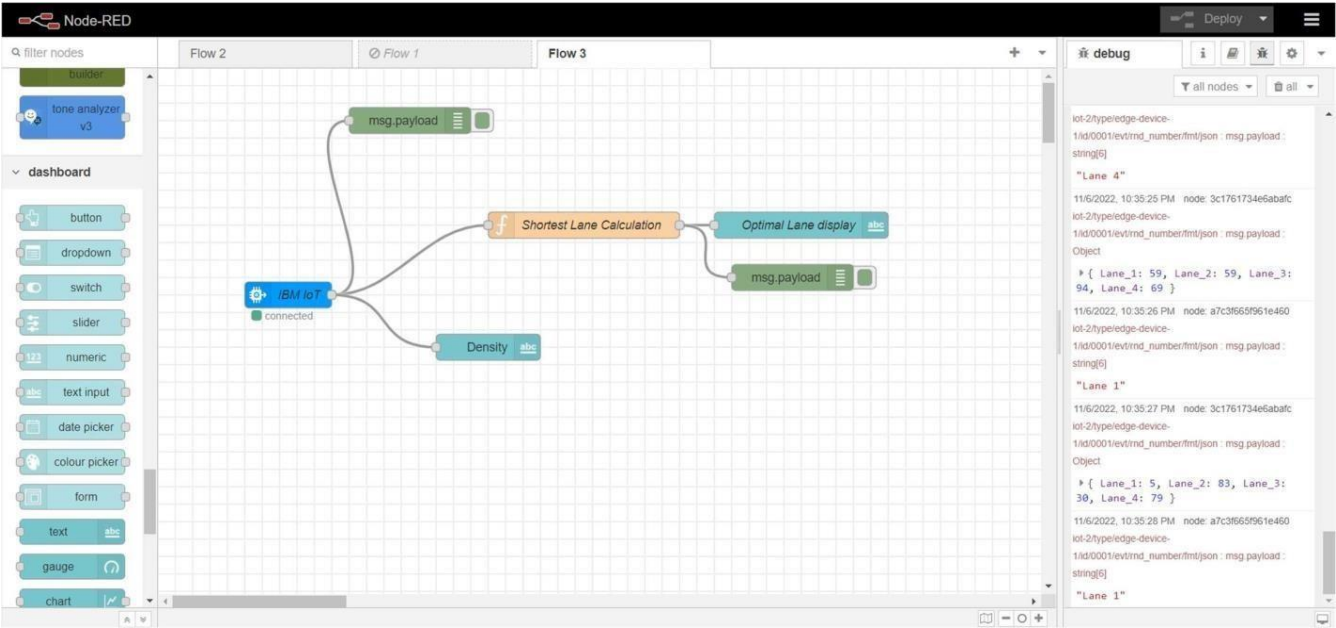 Node-RED
Deploy
filter nodes
Flow 2
Flow 1
Flow 3
debug
i
all nodes
all
builder
tone analyzer
v3
dashboard
button
dropdown
switch
slider
123 numeric
abc text input
date picker
colour picker
form
text abc
gauge
chart
msg.payload
f Shortest Lane Calculation
Optimal Lane display abc
msg.payload
IBM IoT
connected
Density abc
iot-2/type/edge-device-
1/id/0001/evt/rnd_number/fmt/json : msg.payload :
string[6]
"Lane 4"
11/6/2022, 10:35:25 PM node: 3c1761734e6abafc
iot-2/type/edge-device-
1/id/0001/evt/rnd_number/fmt/json : msg.payload :
Object
{ Lane_1: 59, Lane_2: 59, Lane_3:
94, Lane_4: 69 }
11/6/2022, 10:35:26 PM node: a7c3f665f961e460
iot-2/type/edge-device-
1/id/0001/evt/rnd_number/fmt/json : msg.payload :
string[6]
"Lane 1"
11/6/2022, 10:35:27 PM node: 3c1761734e6abafc
iot-2/type/edge-device-
1/id/0001/evt/rnd_number/fmt/json : msg.payload :
Object
{ Lane_1: 5, Lane_2: 83, Lane_3:
30, Lane_4: 79 }
11/6/2022, 10:35:28 PM node: a7c3f665f961e460
iot-2/type/edge-device-
1/id/0001/evt/rnd_number/fmt/json : msg.payload :
string[6]
"Lane 1"